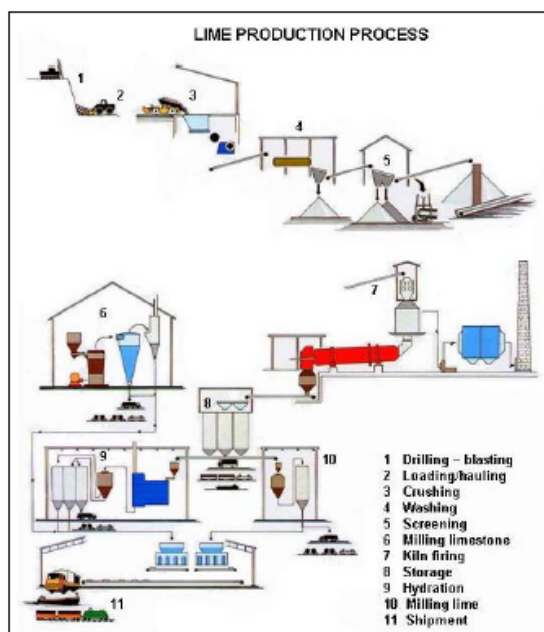 LIME PRODUCTION PROCESS
1
2
3
4
5
6
7
8
9
10
11
1 Drilling – blasting
2 Loading/hauling
3 Crushing
4 Washing
5 Screening
6 Milling limestone
7 Kiln firing
8 Storage
9 Hydration
10 Milling lime
11 Shipment